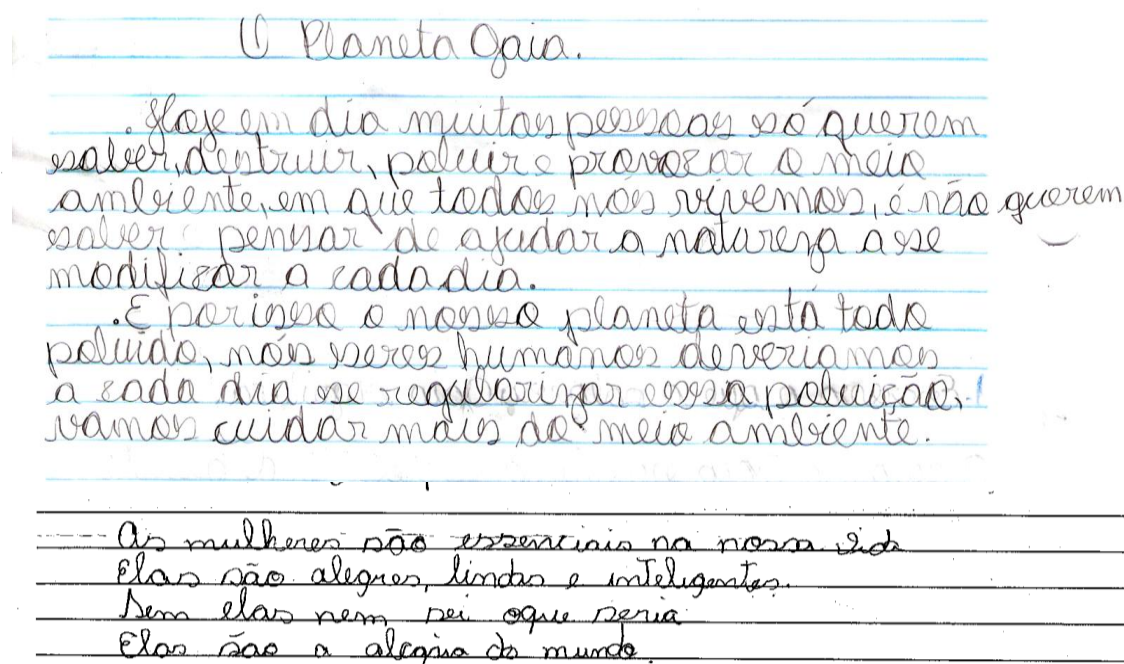 O Planeta Gaia.
. Hoje em dia muitas pessoas só querem
saber, destruir, poluir e provocar o meio
ambiente, em que todos nós vivemos, é não querem
saber pensar de ajudar a natureza a se
modificar a cada dia.
. E porisso o nosso planeta está todo
poluido, nós seres humanos deveriamos
a cada dia se regularizar essa poluição,
vamos cuidar mais do meio ambiente.
As mulheres são essenciais na nossa vida
Elas são alegres, lindas e inteligentes.
Sem elas nem sei oque seria
Elas são a alegria do mundo.